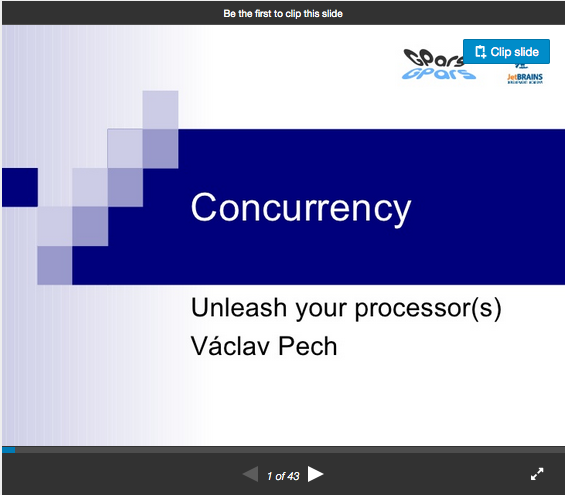 Be the first to clip this slide
GPars
GPars
Clip slide
JetBRAINS
Concurrency
Unleash your processor(s)
Václav Pech
1 of 43